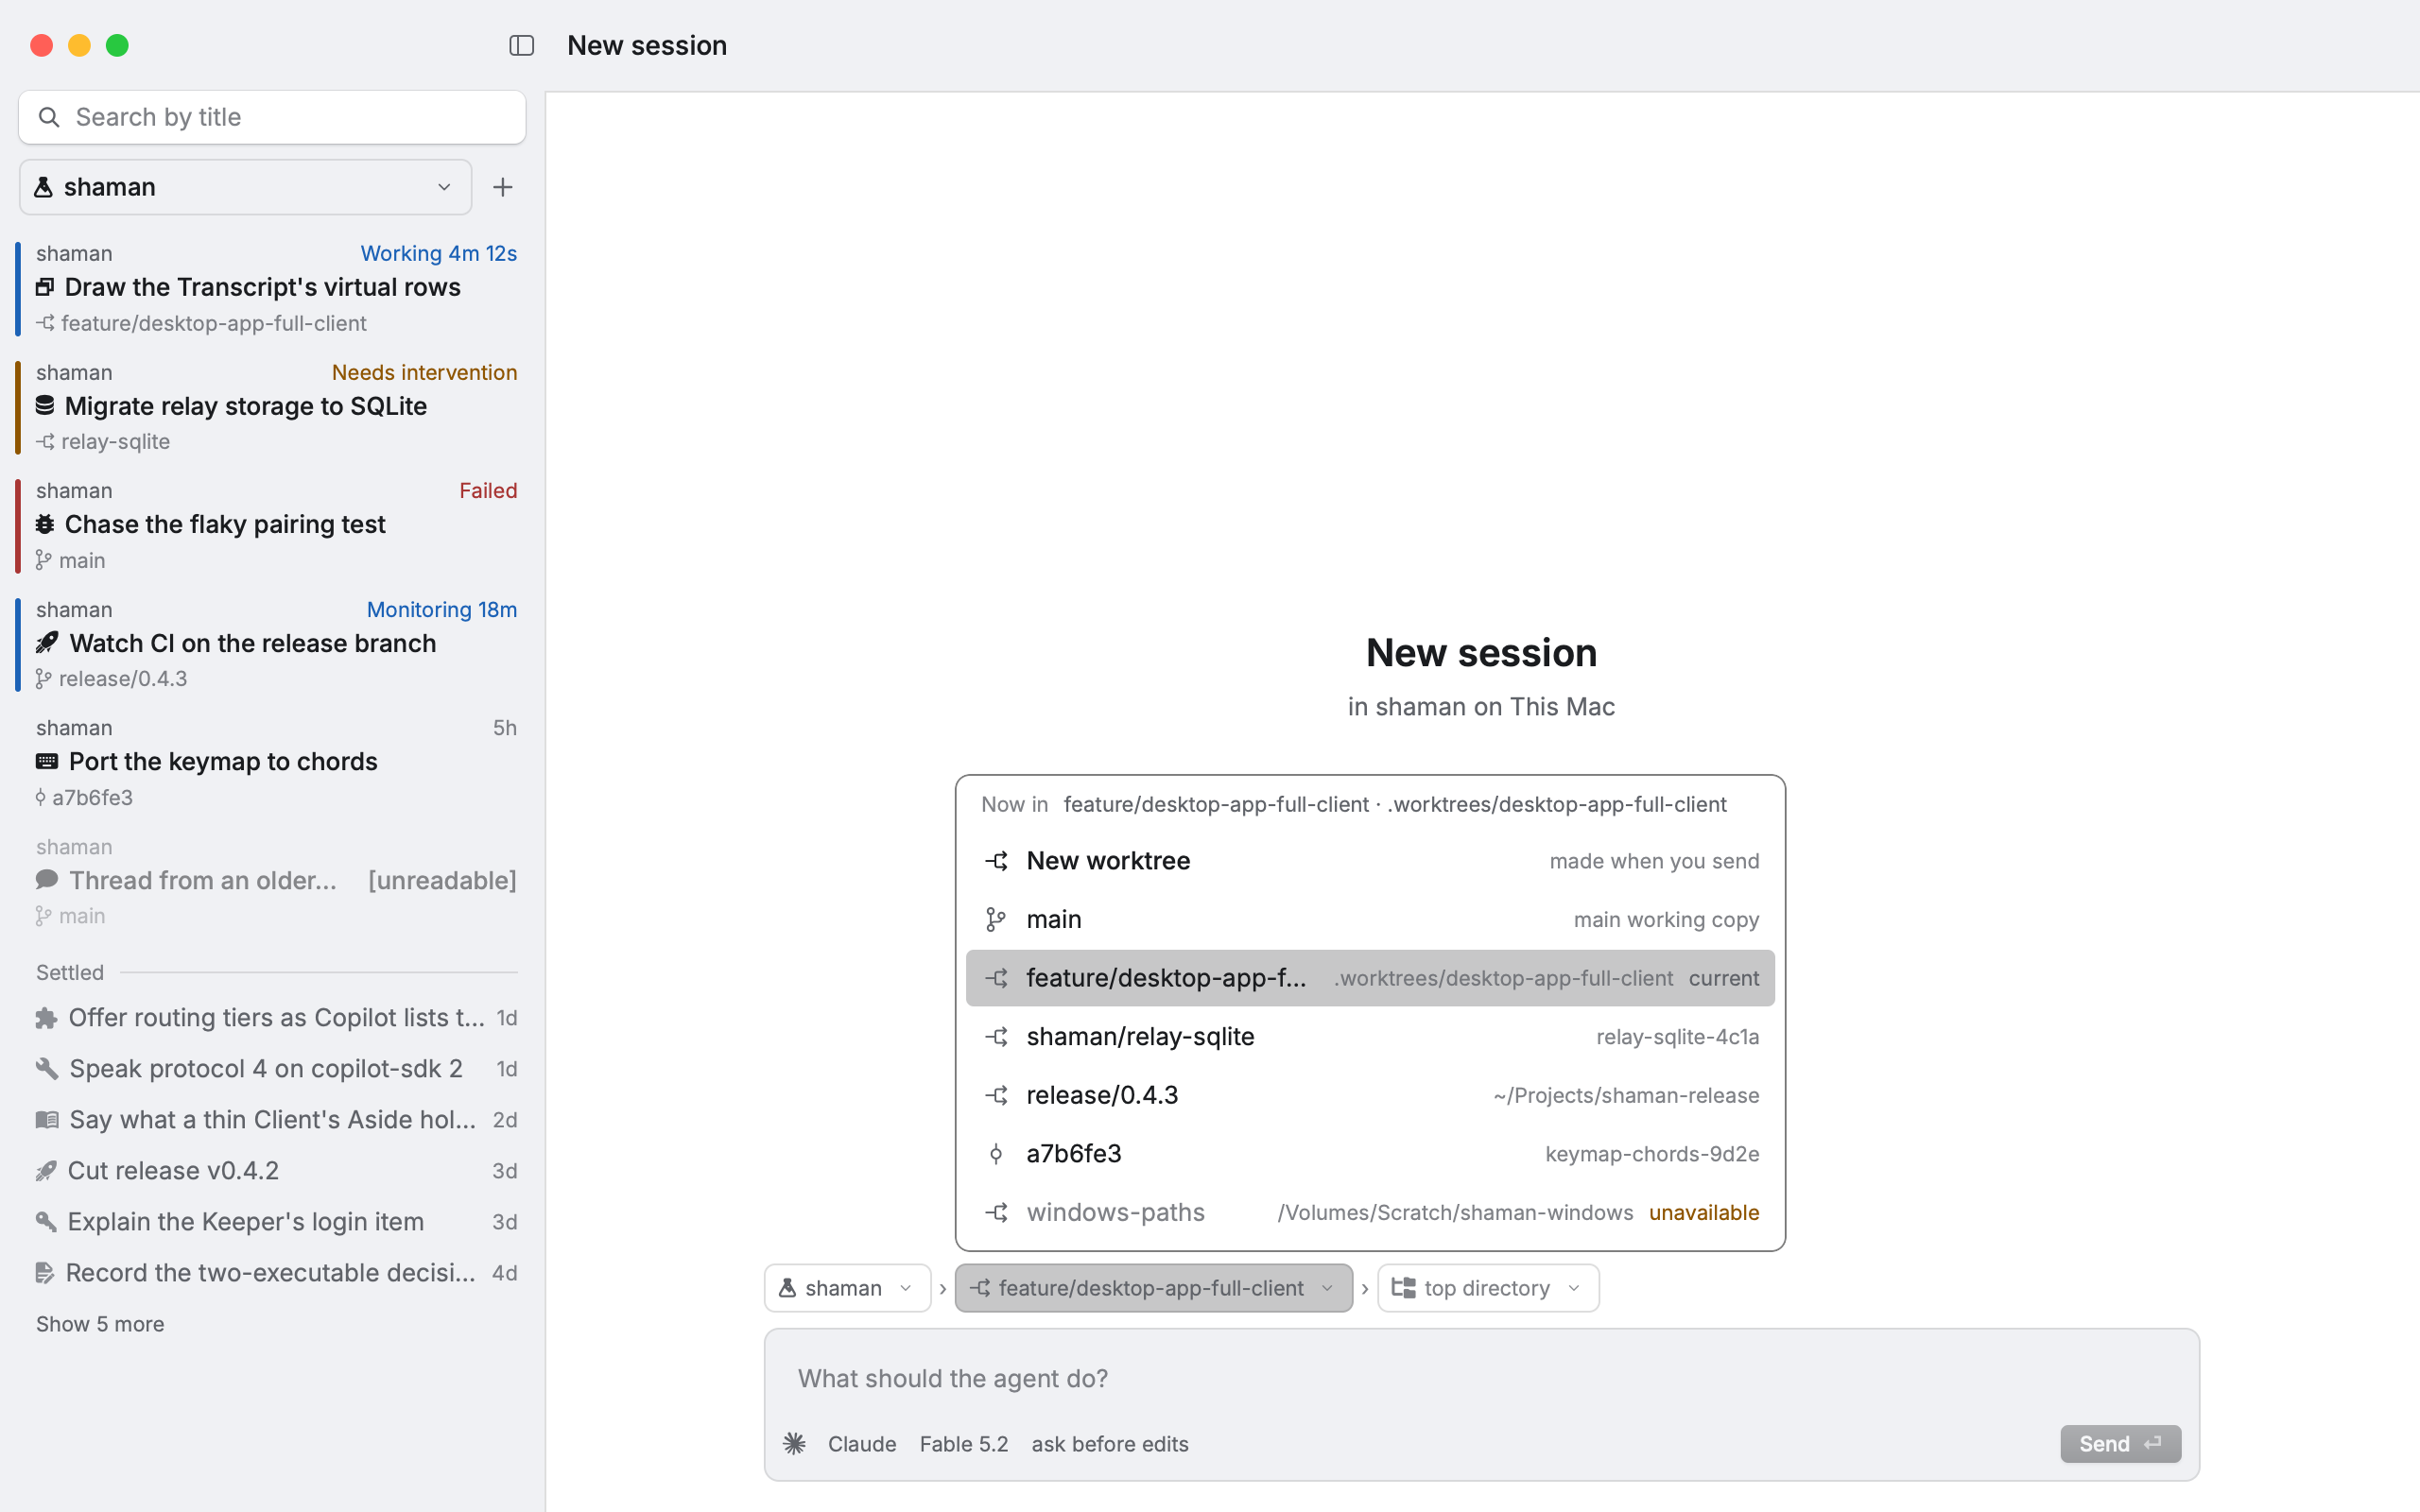 New session
Search by title
shaman
shaman Working 4m 12s
Draw the Transcript's virtual rows
feature/desktop-app-full-client
shaman Needs intervention
Migrate relay storage to SQLite
relay-sqlite
shaman Failed
Chase the flaky pairing test
main
shaman Monitoring 18m
Watch CI on the release branch
release/0.4.3
shaman 5h
Port the keymap to chords
a7b6fe3
shaman
Thread from an older... [unreadable]
main
Settled
Offer routing tiers as Copilot lists t... 1d
Speak protocol 4 on copilot-sdk 2 1d
Say what a thin Client's Aside hol... 2d
Cut release v0.4.2 3d
Explain the Keeper's login item 3d
Record the two-executable decisi... 4d
Show 5 more
New session
in shaman on This Mac
Now in feature/desktop-app-full-client · .worktrees/desktop-app-full-client
New worktree made when you send
main main working copy
feature/desktop-app-f... .worktrees/desktop-app-full-client current
shaman/relay-sqlite relay-sqlite-4c1a
release/0.4.3 ~/Projects/shaman-release
a7b6fe3 keymap-chords-9d2e
windows-paths /Volumes/Scratch/shaman-windows unavailable
shaman › feature/desktop-app-full-client › top directory
What should the agent do?
Claude Fable 5.2 ask before edits
Send